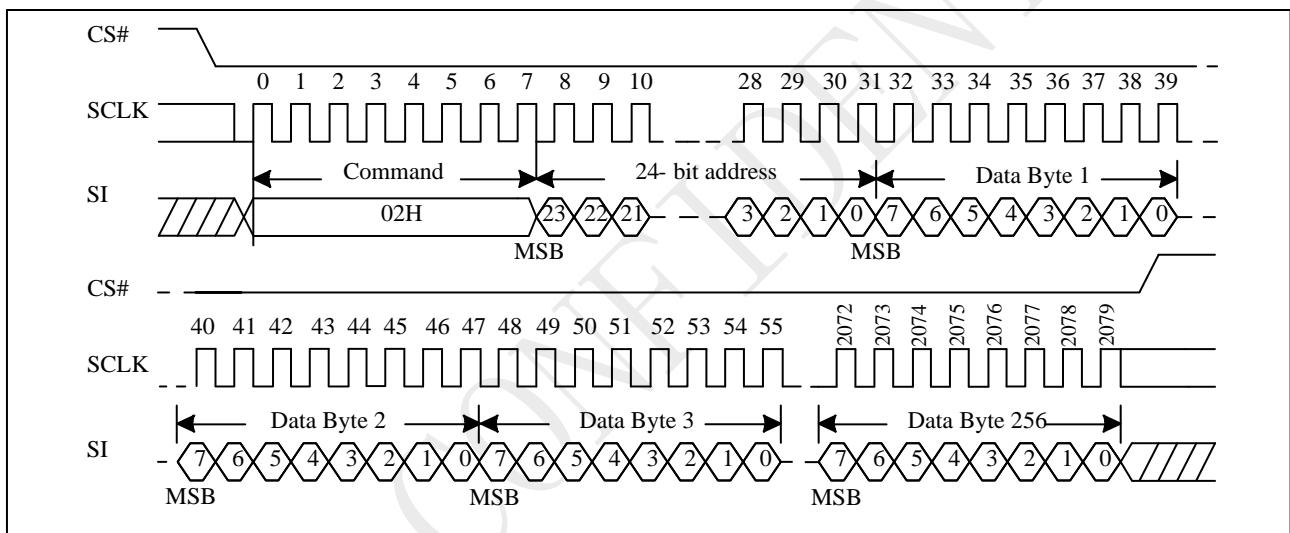 CS#
0 1 2 3 4 5 6 7 8 9 10 28 29 30 31 32 33 34 35 36 37 38 39
SCLK
Command 24- bit address Data Byte 1
SI
02H 23 22 21 3 2 1 0 7 6 5 4 3 2 1 0
MSB MSB
CS#
40 41 42 43 44 45 46 47 48 49 50 51 52 53 54 55 2072 2073 2074 2075 2076 2077 2078 2079
SCLK
Data Byte 2 Data Byte 3 Data Byte 256
SI
7 6 5 4 3 2 1 0 7 6 5 4 3 2 1 0 7 6 5 4 3 2 1 0
MSB MSB MSB
CONFIDEN